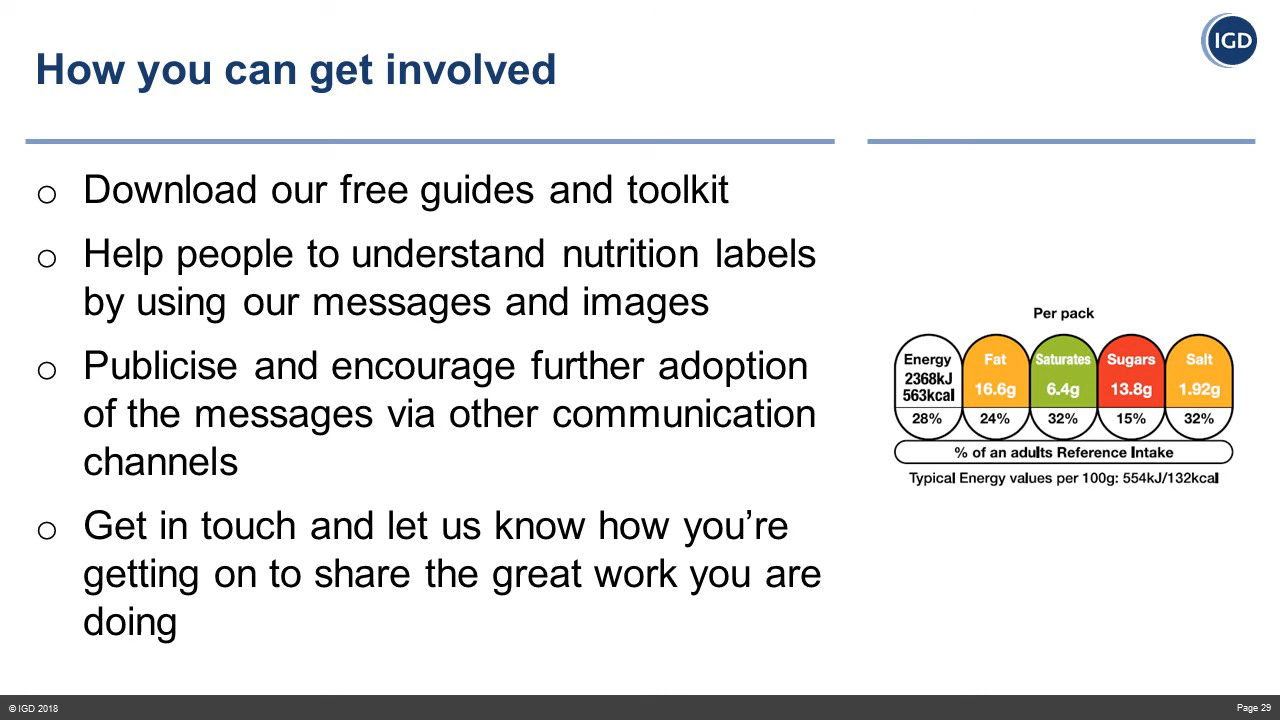 How you can get involved
IGD
o Download our free guides and toolkit
o Help people to understand nutrition labels
by using our messages and images
o Publicise and encourage further adoption
of the messages via other communication
channels
o Get in touch and let us know how you’re
getting on to share the great work you are
doing
Per pack
Energy Fat Saturates Sugars Salt
2368kJ
563kcal 16.6g 6.4g 13.8g 1.92g
28% 24% 32% 15% 32%
% of an adults Reference Intake
Typical Energy values per 100g: 554kJ/132kcal
© IGD 2018
Page 29